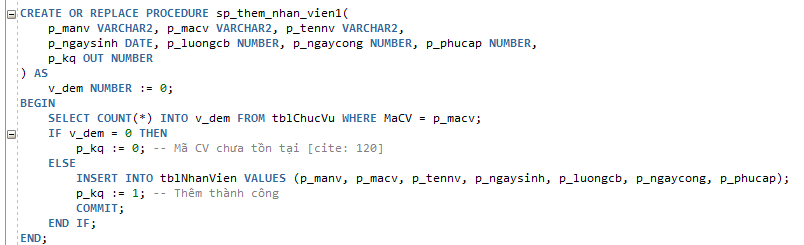 CREATE OR REPLACE PROCEDURE sp_them_nhan_vien1(
    p_manv VARCHAR2, p_macv VARCHAR2, p_tennv VARCHAR2,
    p_ngaysinh DATE, p_luongcb NUMBER, p_ngaycong NUMBER, p_phucap NUMBER,
    p_kq OUT NUMBER
) AS
    v_dem NUMBER := 0;
BEGIN
    SELECT COUNT(*) INTO v_dem FROM tblChucVu WHERE MaCV = p_macv;
    IF v_dem = 0 THEN
        p_kq := 0; -- Mã CV chưa tồn tại [cite: 120]
    ELSE
        INSERT INTO tblNhanVien VALUES (p_manv, p_macv, p_tennv, p_ngaysinh, p_luongcb, p_ngaycong, p_phucap);
        p_kq := 1; -- Thêm thành công
        COMMIT;
    END IF;
END;